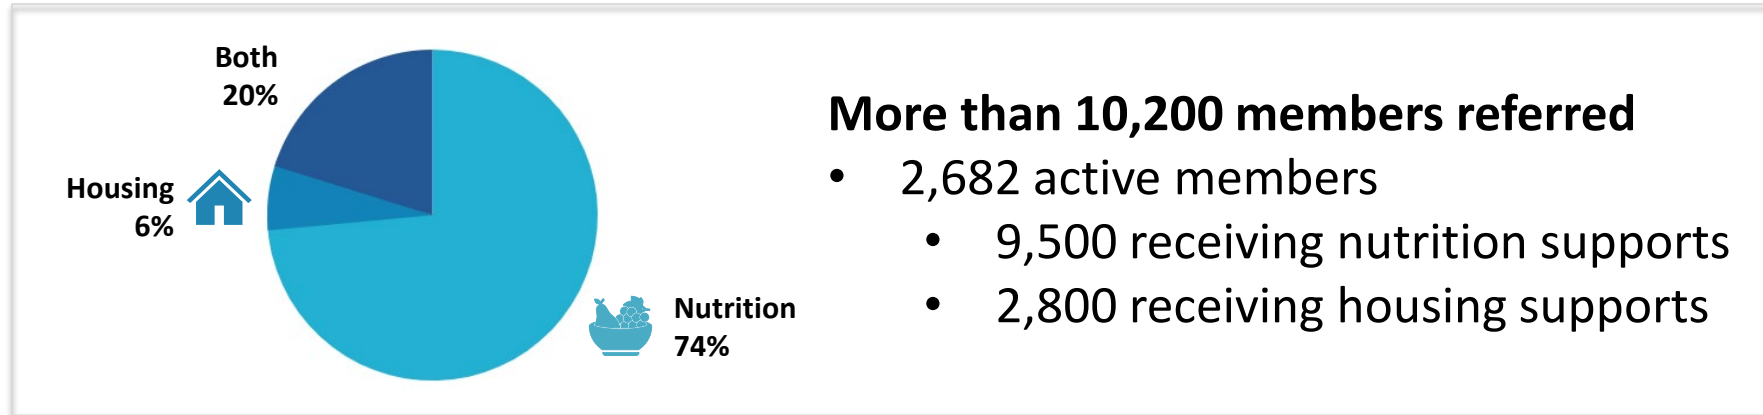 Both
20%
Housing
6%
Nutrition
74%
More than 10,200 members referred
• 2,682 active members
• 9,500 receiving nutrition supports
• 2,800 receiving housing supports